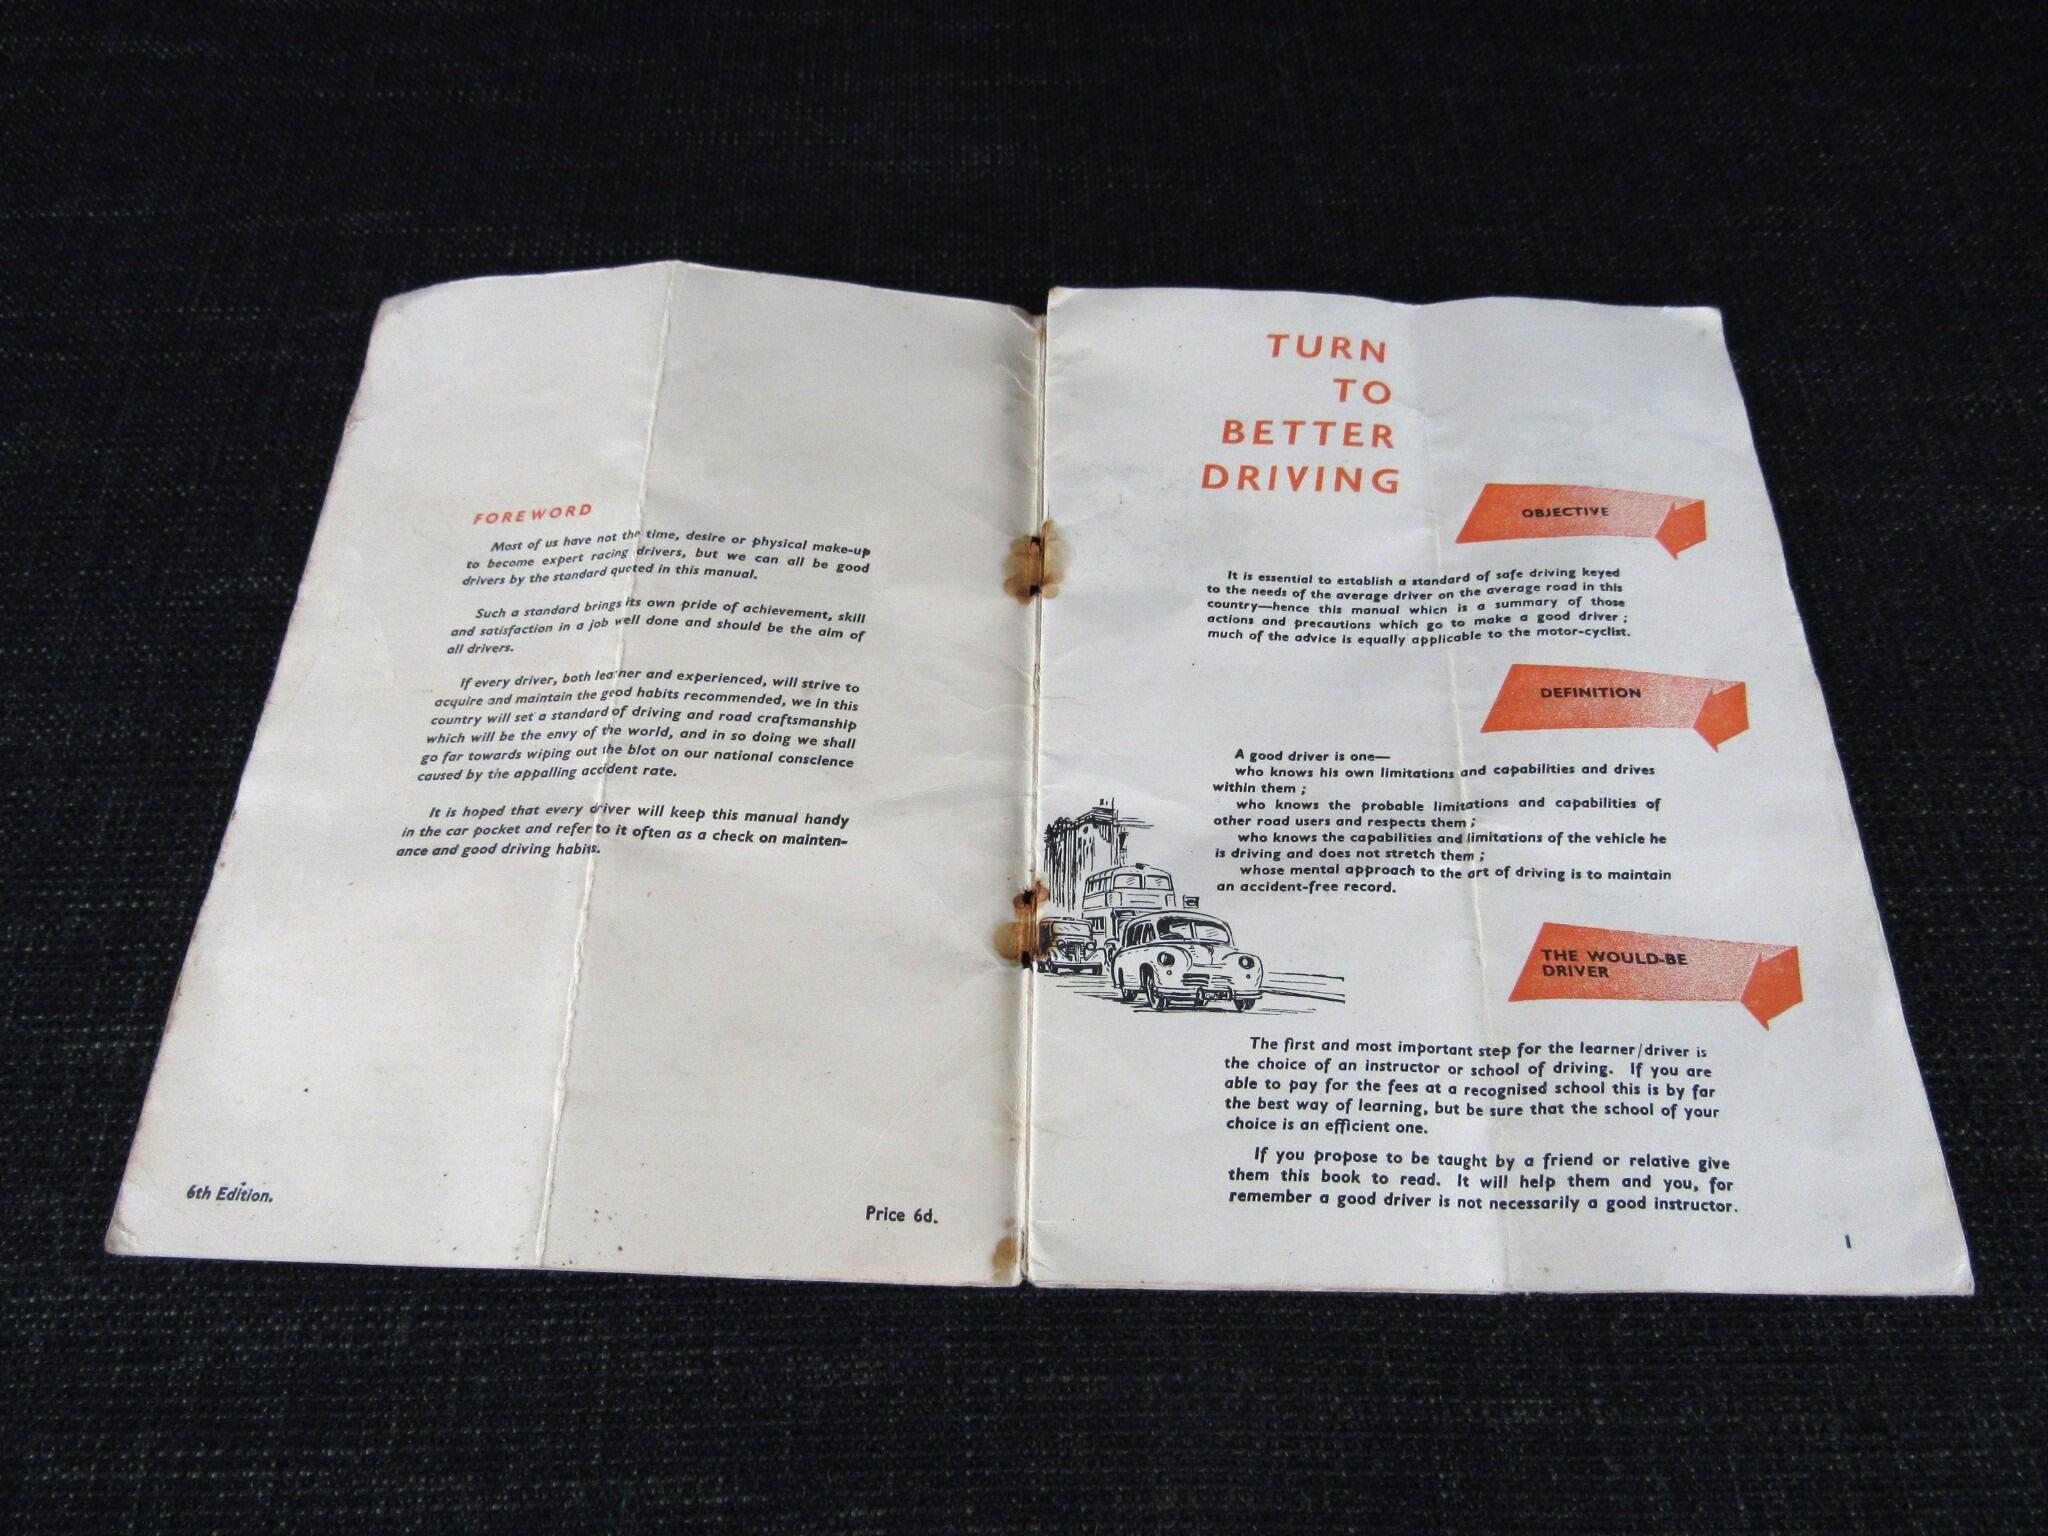 FOREWORD
Most of us have not the time, desire or physical make-up
to become expert racing drivers, but we can all be good
drivers by the standard quoted in this manual.
Such a standard brings its own pride of achievement, skill
and satisfaction in a job well done and should be the aim of
all drivers.
If every driver, both learner and experienced, will strive to
acquire and maintain the good habits recommended, we in this
country will set a standard of driving and road craftsmanship
which will be the envy of the world, and in so doing we shall
go far towards wiping out the blot on our national conscience
caused by the appalling accident rate.
It is hoped that every driver will keep this manual handy
in the car pocket and refer to it often as a check on mainten-
ance and good driving habits.
6th Edition.
Price 6d.
TURN
TO
BETTER
DRIVING
OBJECTIVE
It is essential to establish a standard of safe driving keyed
to the needs of the average driver on the average road in this
country—hence this manual which is a summary of those
actions and precautions which go to make a good driver ;
much of the advice is equally applicable to the motor-cyclist.
DEFINITION
A good driver is one—
who knows his own limitations and capabilities and drives
within them ;
who knows the probable limitations and capabilities of
other road users and respects them ;
who knows the capabilities and limitations of the vehicle he
is driving and does not stretch them ;
whose mental approach to the art of driving is to maintain
an accident-free record.
THE WOULD-BE
DRIVER
The first and most important step for the learner/driver is
the choice of an instructor or school of driving. If you are
able to pay for the fees at a recognised school this is by far
the best way of learning, but be sure that the school of your
choice is an efficient one.
If you propose to be taught by a friend or relative give
them this book to read. It will help them and you, for
remember a good driver is not necessarily a good instructor.
1